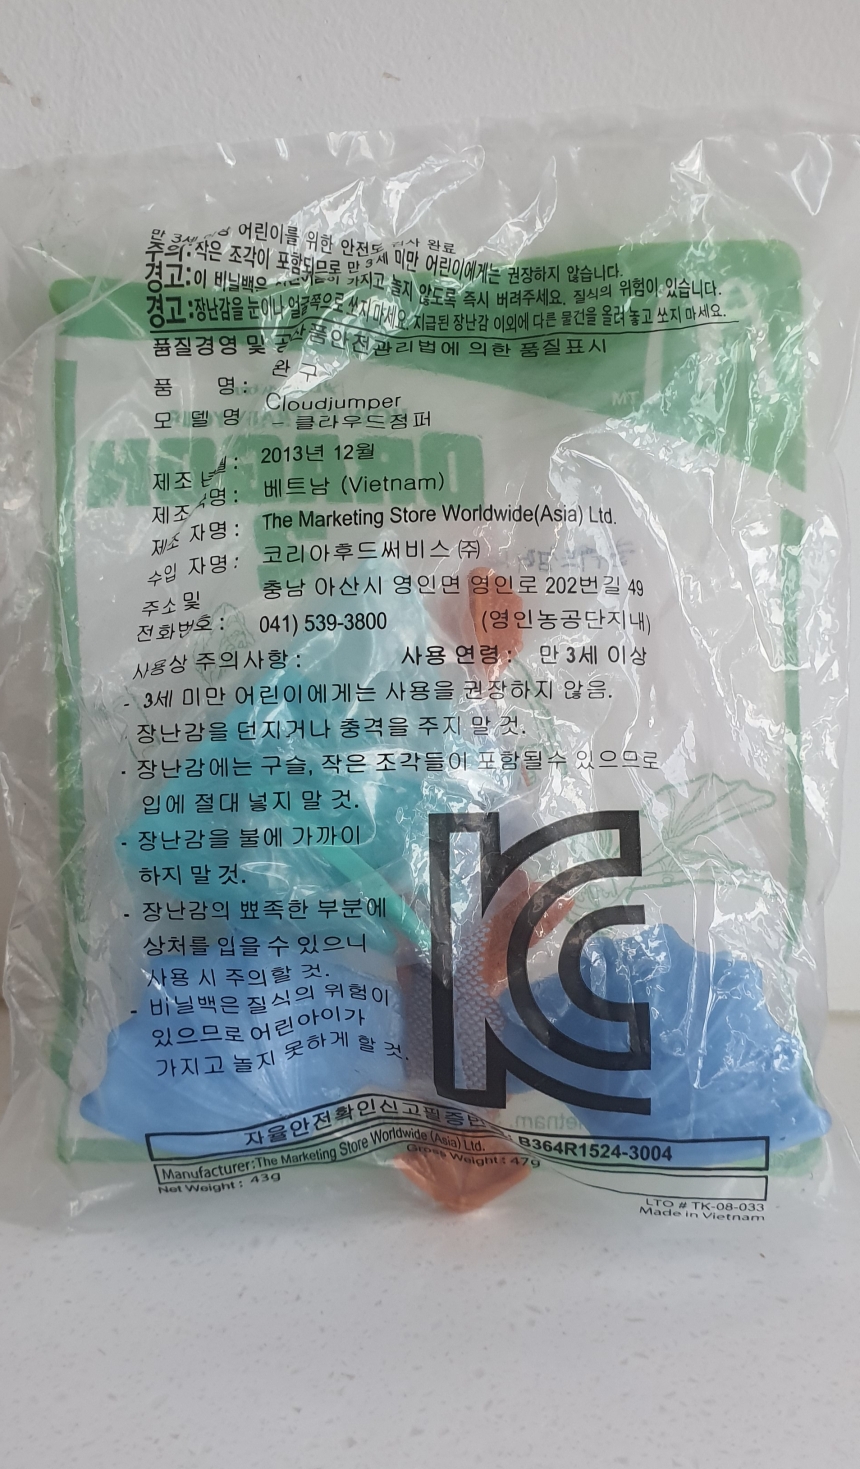 만 3세 어린이를 위한 안전도 검사 완료
주의: 작은 조각이 포함되므로 만 3세 미만 어린이에게는 권장하지 않습니다.
경고: 이 비닐백은 가지고 놀지 않도록 즉시 버려주세요. 질식의 위험이 있습니다.
경고: 장난감을 눈이나 얼굴쪽으로 쏘지 마세요. 지급된 장난감 이외에 다른 물건을 올려 놓고 쏘지 마세요.
품질경영 및 공산품안전관리법에 의한 품질표시
품 명: 완구
모 델 명 Cloudjumper
- 클라우드점퍼
제조 년월: 2013년 12월
제조 명: 베트남 (Vietnam)
제조 자명: The Marketing Store Worldwide(Asia) Ltd.
수입 자명: 코리아후드써비스 ㈜
주소 및 충남 아산시 영인면 영인로 202번길 49
전화번호: 041) 539-3800 (영인농공단지내)
사용상 주의사항: 사용 연령: 만 3세 이상
- 3세 미만 어린이에게는 사용을 권장하지 않음.
장난감을 던지거나 충격을 주지 말 것.
- 장난감에는 구슬, 작은 조각들이 포함될수 있으므로
입에 절대 넣지 말 것.
- 장난감을 불에 가까이
하지 말 것.
- 장난감의 뾰족한 부분에
상처를 입을 수 있으니
사용 시 주의할 것.
- 비닐백은 질식의 위험이
있으므로 어린아이가
가지고 놀지 못하게 할 것.
자율안전확인신고필증번호: B364R1524-3004
Manufacturer: The Marketing Store Worldwide (Asia) Ltd.
Net Weight: 43g Gross Weight: 47g
LTO # TK-08-033
Made in Vietnam